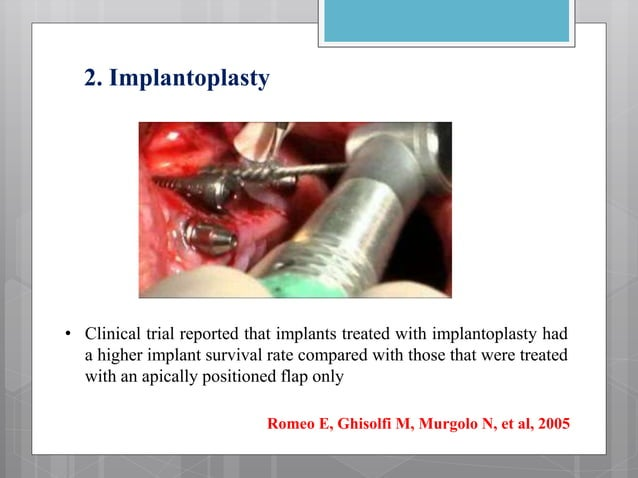 2. Implantoplasty
• Clinical trial reported that implants treated with implantoplasty had
a higher implant survival rate compared with those that were treated
with an apically positioned flap only
Romeo E, Ghisolfi M, Murgolo N, et al, 2005